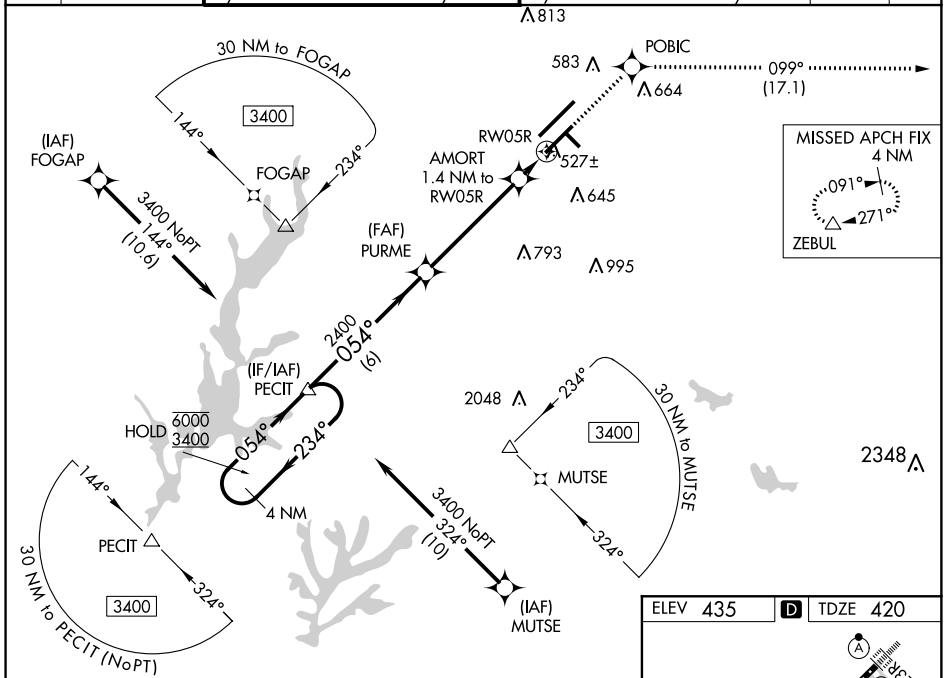 813
30 NM to FOGAP
3400
144°
234°
FOGAP
POBIC
583
099°
(17.1)
664
(IAF)
FOGAP
RW05R
527±
AMORT
1.4 NM to
RW05R
645
MISSED APCH FIX
4 NM
091°
271°
ZEBUL
3400 NoPT
144°
(10.6)
(FAF)
PURME
793
995
2400
054°
(6)
(IF/IAF)
PECIT
HOLD
6000
3400
054°
234°
4 NM
2048
234°
3400
30 NM to MUTSE
MUTSE
324°
2348
144°
PECIT
324°
3400
30 NM to PECIT (NoPT)
3400 NoPT
324°
(10)
(IAF)
MUTSE
ELEV 435
D
TDZE 420
A